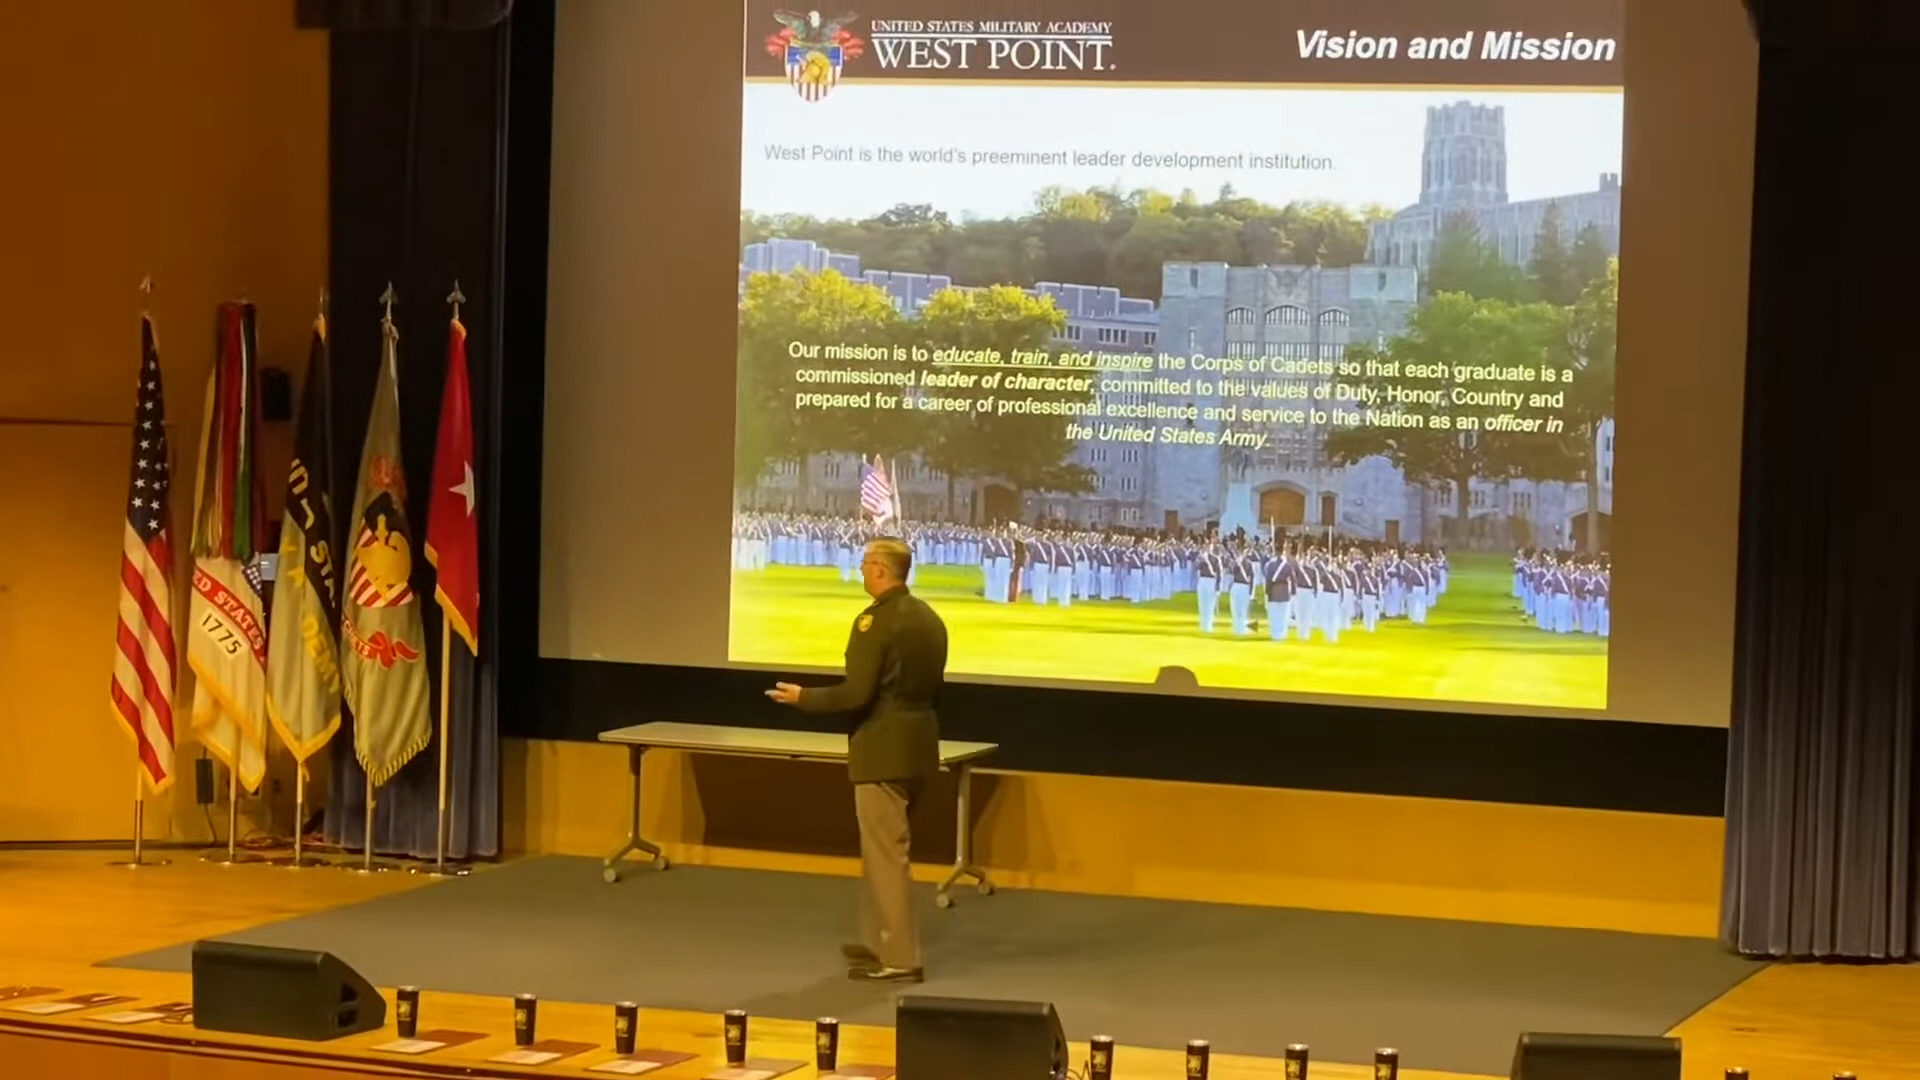 UNITED STATES MILITARY ACADEMY
WEST POINT.
Vision and Mission
West Point is the world's preeminent leader development institution.
Our mission is to educate, train, and inspire the Corps of Cadets so that each graduate is a
commissioned leader of character, committed to the values of Duty, Honor, Country and
prepared for a career of professional excellence and service to the Nation as an officer in
the United States Army.
1775